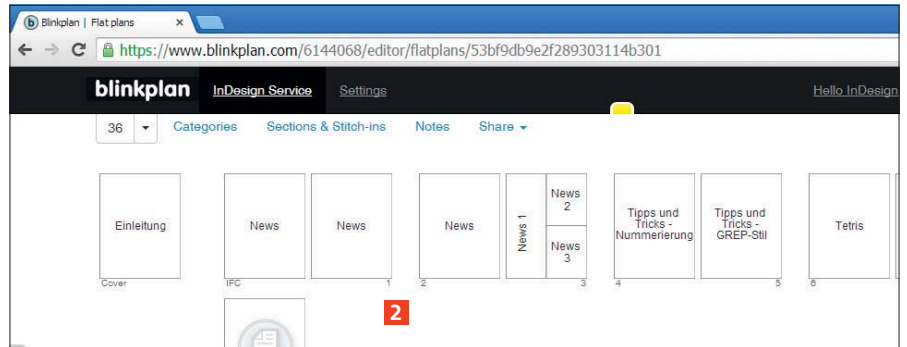 Blinkplan | Flat plans ×
https://www.blinkplan.com/6144068/editor/flatplans/53bf9db9e2f289303114b301
blinkplan InDesign Service Settings Hello InDesign
36 Categories Sections & Stitch-ins Notes Share
Einleitung
News
News
News
News 1
News
2
News
3
Tipps und
Tricks -
Nummerierung
Tipps und
Tricks -
GREP-Stil
Tetris
Cover IFC 1 2 3 4 5 6
2